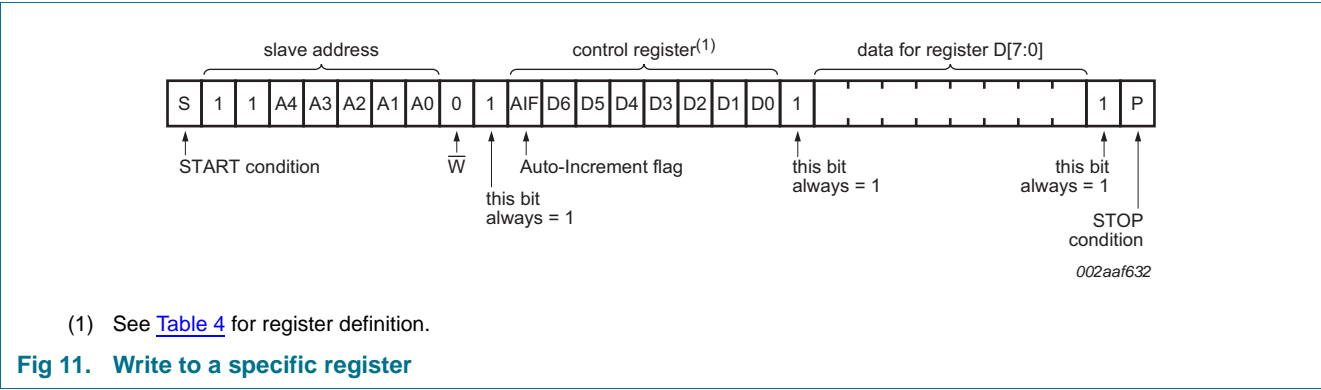 slave address control register(1) data for register D[7:0]
S 1 1 A4 A3 A2 A1 A0 0 1 AIF D6 D5 D4 D3 D2 D1 D0 1 1 P
START condition W Auto-Increment flag this bit always = 1 this bit always = 1
this bit
always = 1
STOP
condition
002aaf632
(1) See Table 4 for register definition.
Fig 11. Write to a specific register